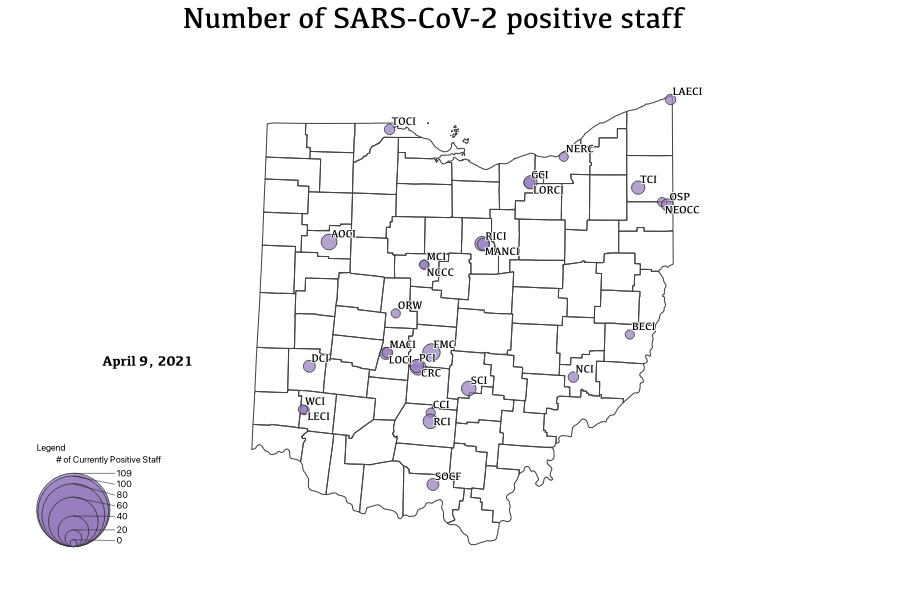 Number of SARS-CoV-2 positive staff
LAECI
TOCI
NERC
GCI
LORCI
TCI
OSP
NEOCC
AOCI
RICI
MANCI
MCI
NCCC
ORW
BECI
MACI
LOCI
FMC
PCI
CRC
April 9, 2021
DCI
NCI
SCI
WCI
LECI
CCI
RCI
SOCF
Legend
# of Currently Positive Staff
109
100
80
60
40
20
0